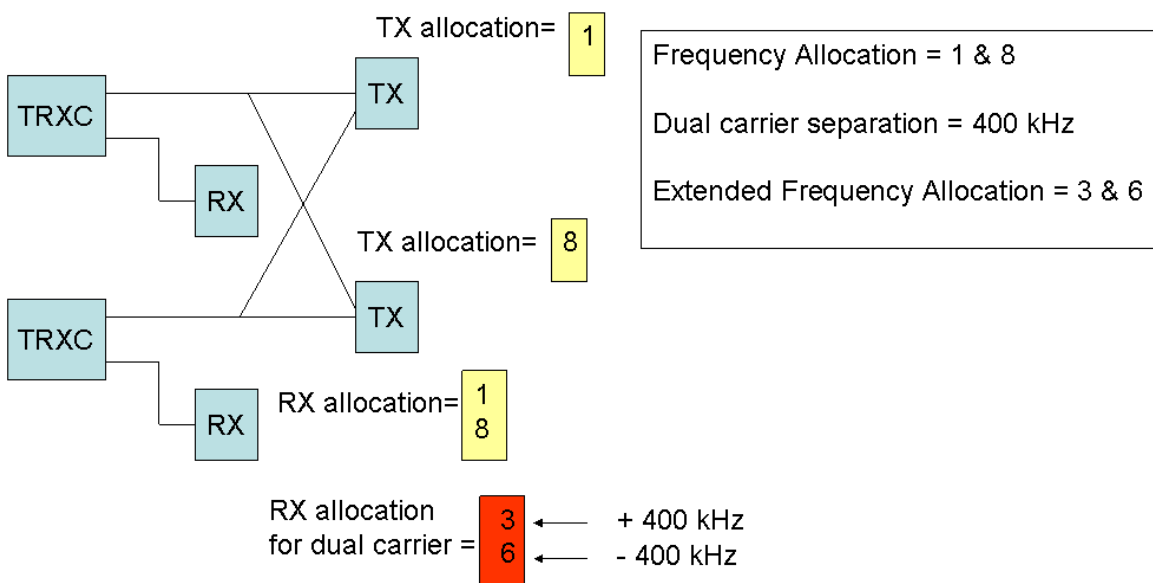 TX allocation= 1
Frequency Allocation = 1 & 8
Dual carrier separation = 400 kHz
Extended Frequency Allocation = 3 & 6
TRXC
TX
RX
TX allocation= 8
TRXC
TX
RX
RX allocation= 1
8
RX allocation
for dual carrier =
3
+ 400 kHz
6
- 400 kHz